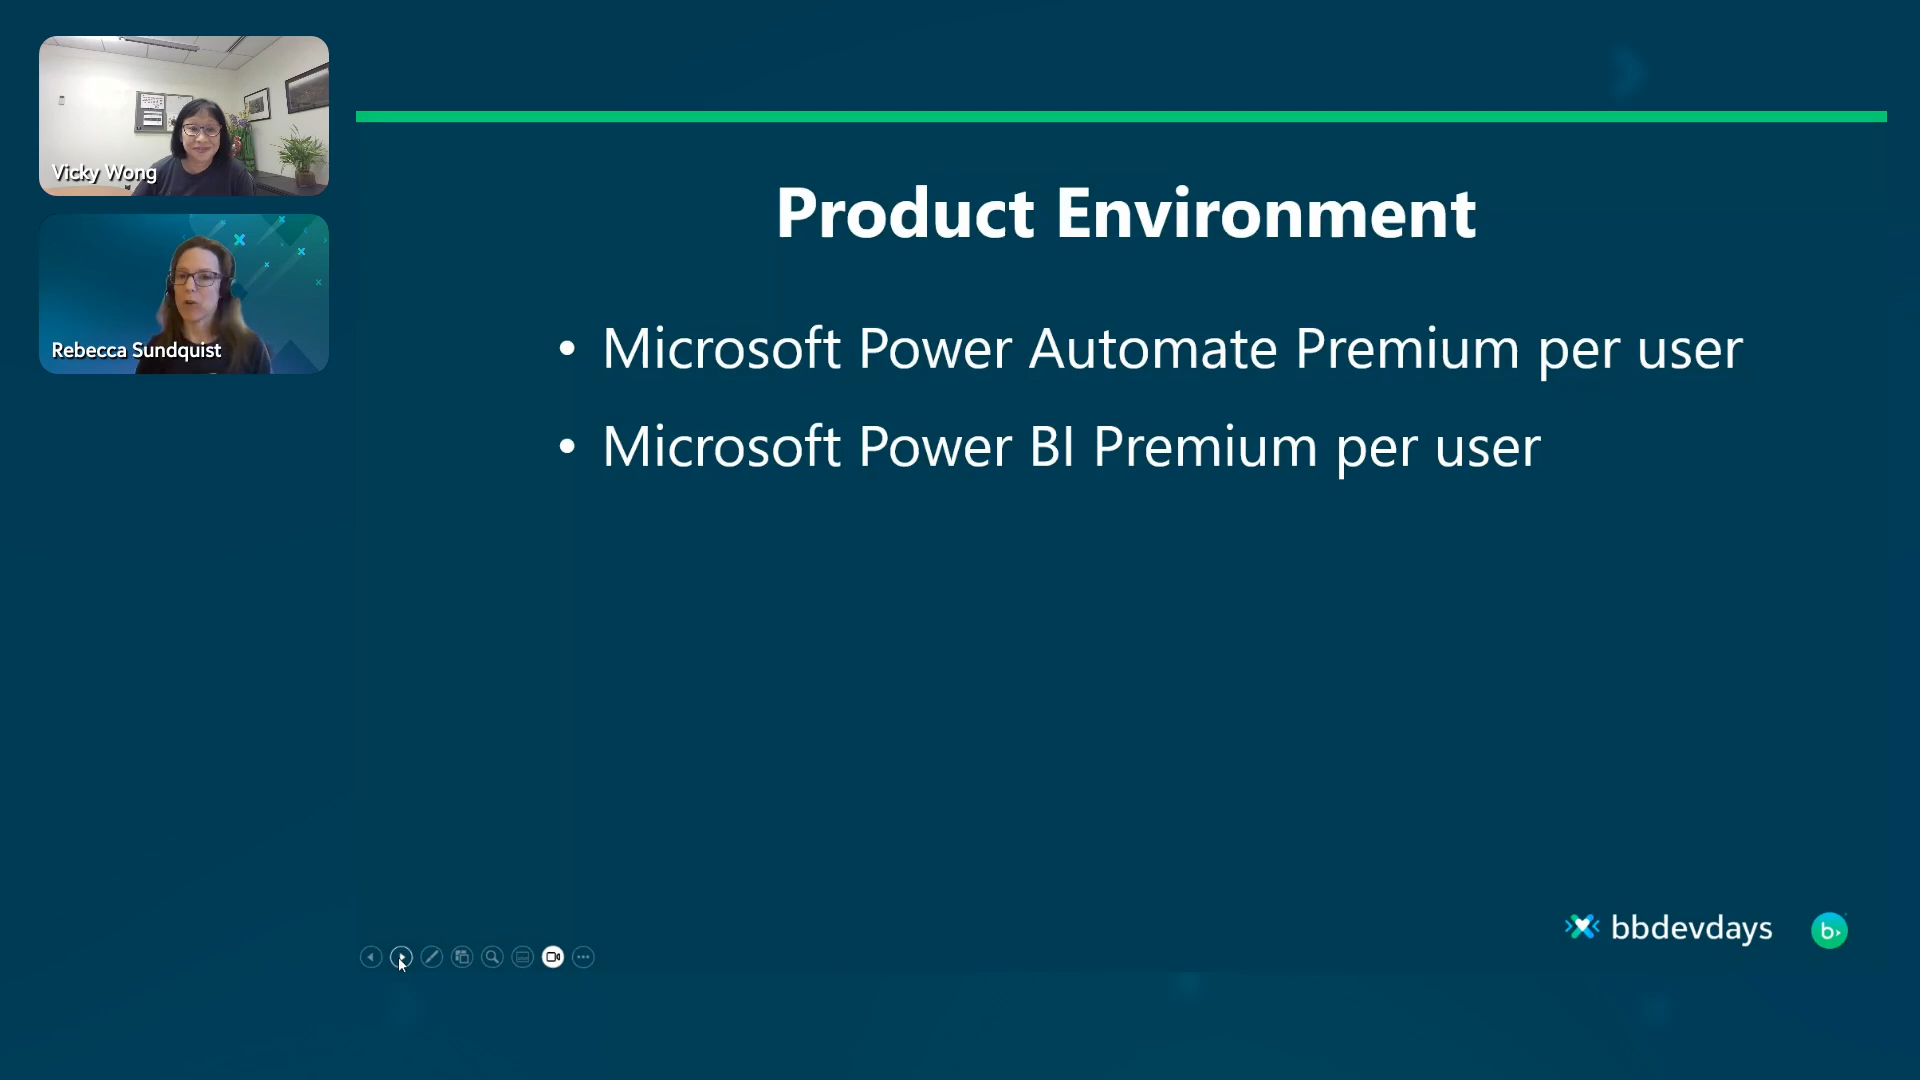 Vicky Wong
Rebecca Sundquist
Product Environment
• Microsoft Power Automate Premium per user
• Microsoft Power BI Premium per user
bbdevdays
b